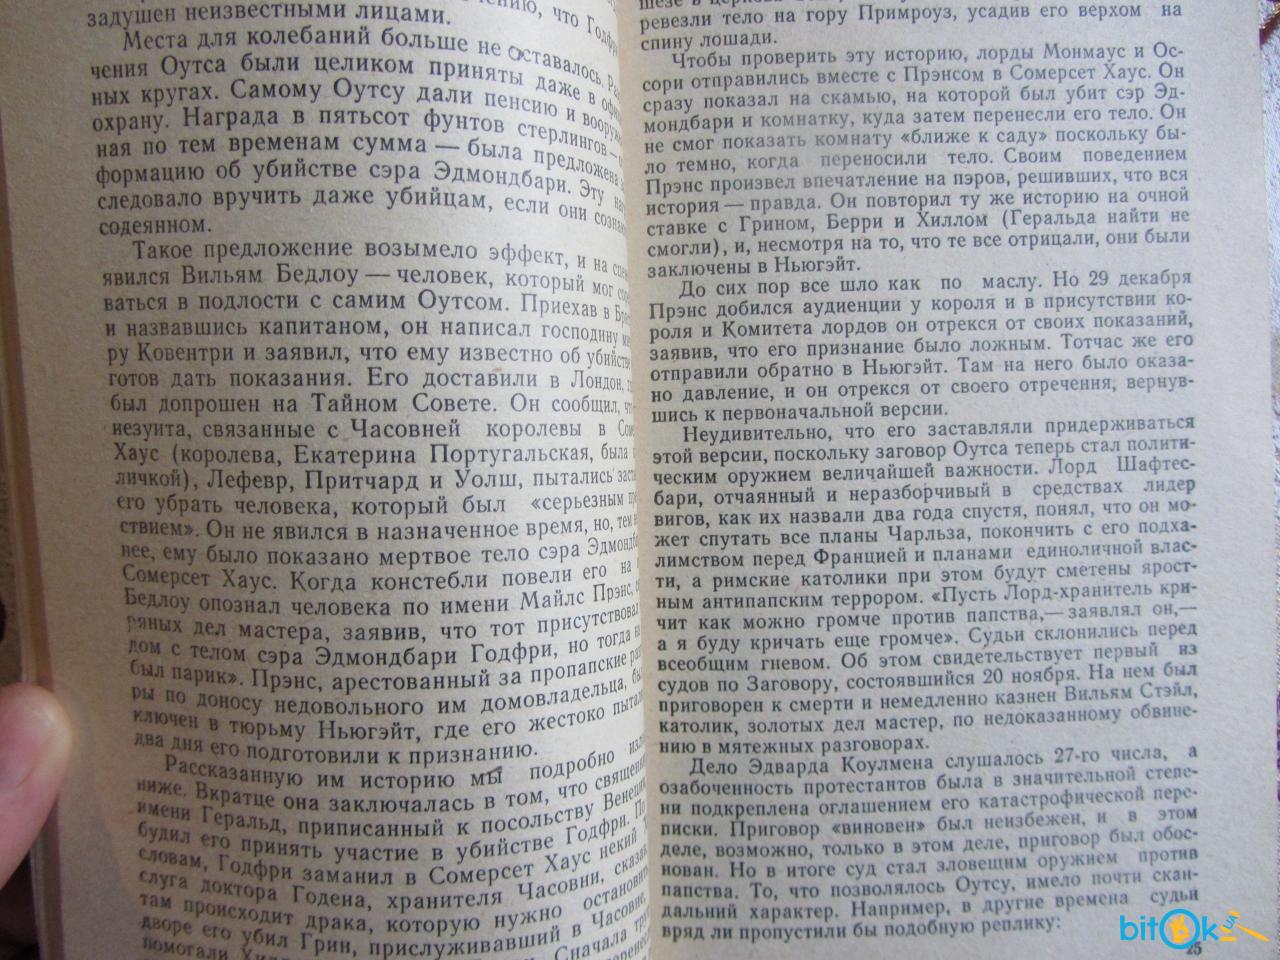 задушен неизвестными лицами.
Места для колебаний больше не оставалось.
чения Оутса были целиком приняты даже в
ных кругах. Самому Оутсу дали пенсию и
охрану. Награда в пятьсот фунтов стерлингов —
ная по тем временам сумма — была предложена
формацию об убийстве сэра Эдмондбари. Эту
следовало вручить даже убийцам, если они
содеянном.
Такое предложение возымело эффект, и на
явился Вильям Бедлоу — человек, который мог
ваться в подлости с самим Оутсом. Приехав в
и назвавшись капитаном, он написал господину
ру Ковентри и заявил, что ему известно об
готов дать показания. Его доставили в Лондон,
был допрошен на Тайном Совете. Он сообщил,
иезуита, связанные с Часовней королевы в
Хаус (королева, Екатерина Португальская, была
личкой), Лефевр, Притчард и Уолш, пытались
его убрать человека, который был «серьезным
ствием». Он не явился в назначенное время, но,
нее, ему было показано мертвое тело сэра
Сомерсет Хаус. Когда констебли повели его на
Бедлоу опознал человека по имени Майлс Прэнс,
ряных дел мастера, заявив, что тот присутствовал
дом с телом сэра Эдмондбари Годфри, но тогда
был парик». Прэнс, арестованный за пропапские
ры по доносу недовольного им домовладельца,
ключен в тюрьму Ньюгэйт, где его жестоко
два дня его подготовили к признанию.
Рассказанную им историю мы подробно
ниже. Вкратце она заключалась в том, что
имени Геральд, приписанный к посольству
будил его принять участие в убийстве Годфри.
словам, Годфри заманил в Сомерсет Хаус некий
слуга доктора Годена, хранителя Часовни,
там происходит драка, которую нужно
дворе его убил Грин, прислуживавший в
помогали Сначала
ревезли тело на гору Примроуз, усадив его верхом на
спину лошади.
Чтобы проверить эту историю, лорды Монмаус и Ос-
сори отправились вместе с Прэнсом в Сомерсет Хаус. Он
сразу показал на скамью, на которой был убит сэр Эд-
мондбари и комнатку, куда затем перенесли его тело. Он
не смог показать комнату «ближе к саду» поскольку бы-
ло темно, когда переносили тело. Своим поведением
Прэнс произвел впечатление на пэров, решивших, что вся
история — правда. Он повторил ту же историю на очной
ставке с Грином, Берри и Хиллом (Геральда найти не
смогли), и, несмотря на то, что те все отрицали, они были
заключены в Ньюгэйт.
До сих пор все шло как по маслу. Но 29 декабря
Прэнс добился аудиенции у короля и в присутствии ко-
роля и Комитета лордов он отрекся от своих показаний,
заявив, что его признание было ложным. Тотчас же его
отправили обратно в Ньюгэйт. Там на него было оказа-
но давление, и он отрекся от своего отречения, вернув-
шись к первоначальной версии.
Неудивительно, что его заставляли придерживаться
этой версии, поскольку заговор Оутса теперь стал полити-
ческим оружием величайшей важности. Лорд Шафтес-
бари, отчаянный и неразборчивый в средствах лидер
вигов, как их назвали два года спустя, понял, что он мо-
жет спутать все планы Чарльза, покончить с его подха-
лимством перед Францией и планами единоличной влас-
ти, а римские католики при этом будут сметены ярост-
ным антипапским террором. «Пусть Лорд-хранитель кри-
чит как можно громче против папства,— заявлял он,—
а я буду кричать еще громче». Судьи склонились перед
всеобщим гневом. Об этом свидетельствует первый из
судов по Заговору, состоявшийся 20 ноября. На нем был
приговорен к смерти и немедленно казнен Вильям Стэйл,
католик, золотых дел мастер, по недоказанному обвине-
нию в мятежных разговорах.
Дело Эдварда Коулмена слушалось 27-го числа, а
озабоченность протестантов была в значительной степе-
ни подкреплена оглашением его катастрофической пере-
писки. Приговор «виновен» был неизбежен, и в этом
деле, возможно, только в этом деле, приговор был обос-
нован. Но в итоге суд стал зловещим оружием против
папства. То, что позволялось Оутсу, имело почти скан-
дальный характер. Например, в другие времена судьи
вряд ли пропустили бы подобную реплику:
25
bitok